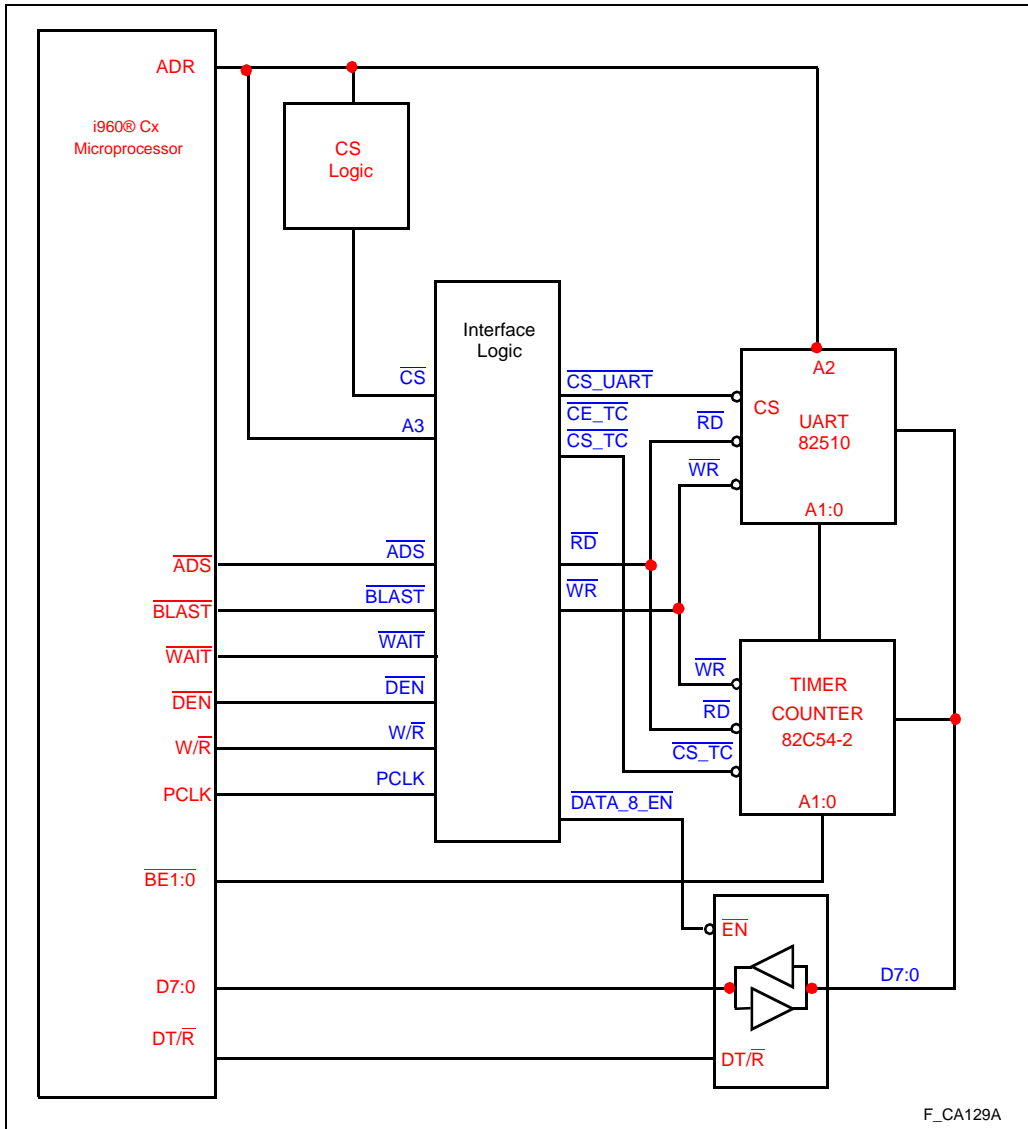 ADR
i960® Cx
Microprocessor
CS
Logic
Interface
Logic
CS
A3
ADS
BLAST
WAIT
DEN
W/R
PCLK
ADS
BLAST
WAIT
DEN
W/R
PCLK
BE1:0
D7:0
DT/R
CS_UART
CE_TC
CS_TC
RD
WR
DATA_8_EN
A2
CS
UART
82510
RD
WR
A1:0
WR
RD
CS_TC
TIMER
COUNTER
82C54-2
A1:0
EN
D7:0
DT/R
F_CA129A